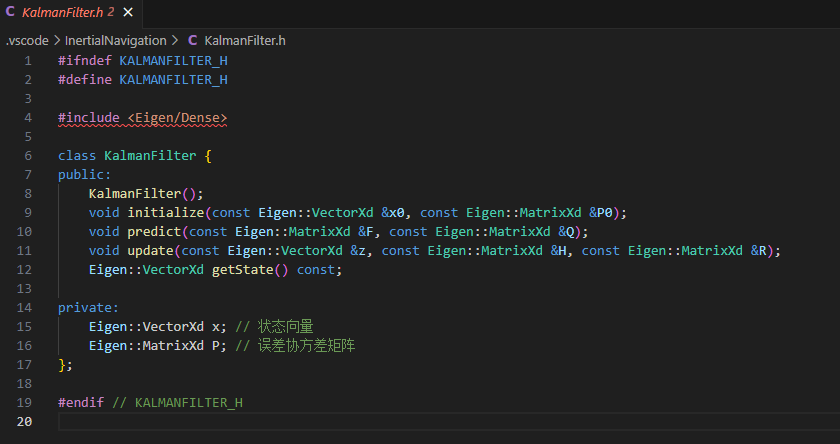 C KalmanFilter.h 2 ×
.vscode > InertialNavigation > C KalmanFilter.h
1 #ifndef KALMANFILTER_H
2 #define KALMANFILTER_H
3
4 #include <Eigen/Dense>
5
6 class KalmanFilter {
7 public:
8 KalmanFilter();
9 void initialize(const Eigen::VectorXd &x0, const Eigen::MatrixXd &P0);
10 void predict(const Eigen::MatrixXd &F, const Eigen::MatrixXd &Q);
11 void update(const Eigen::VectorXd &z, const Eigen::MatrixXd &H, const Eigen::MatrixXd &R);
12 Eigen::VectorXd getState() const;
13
14 private:
15 Eigen::VectorXd x; // 状态向量
16 Eigen::MatrixXd P; // 误差协方差矩阵
17 };
18
19 #endif // KALMANFILTER_H
20